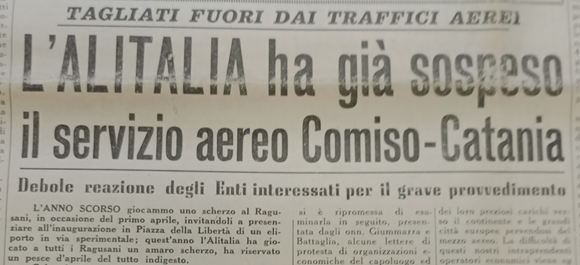 TAGLIATI FUORI DAI TRAFFICI AEREI
L'ALITALIA ha già sospeso
il servizio aereo Comiso-Catania
Debole reazione degli Enti interessati per il grave provvedimento
L'ANNO SCORSO giocammo uno scherzo al Ragu-
sani, in occasione del primo aprile, invitandoli a presen-
ziare all'inaugurazione in Piazza della Libertà di un eli-
porto in via sperimentale; quest'anno l'Alitalia ha gio-
cato a tutti i Ragusani un amaro scherzo, ha riservato
un pesce d'aprile del tutto indigesto.
si è ripromessa di esa-
minarla in seguito, presen-
tata dagli onn. Giummarra e
Battaglia, alcune lettere di
protesta di organizzazioni e-
conomiche del capoluogo ed
dei loro preziosi carichi ver-
so il continente e le grandi
città europee servendosi del
mezzo aereo. La difficoltà di
questi nostri intraprendenti
operatori economici viene og